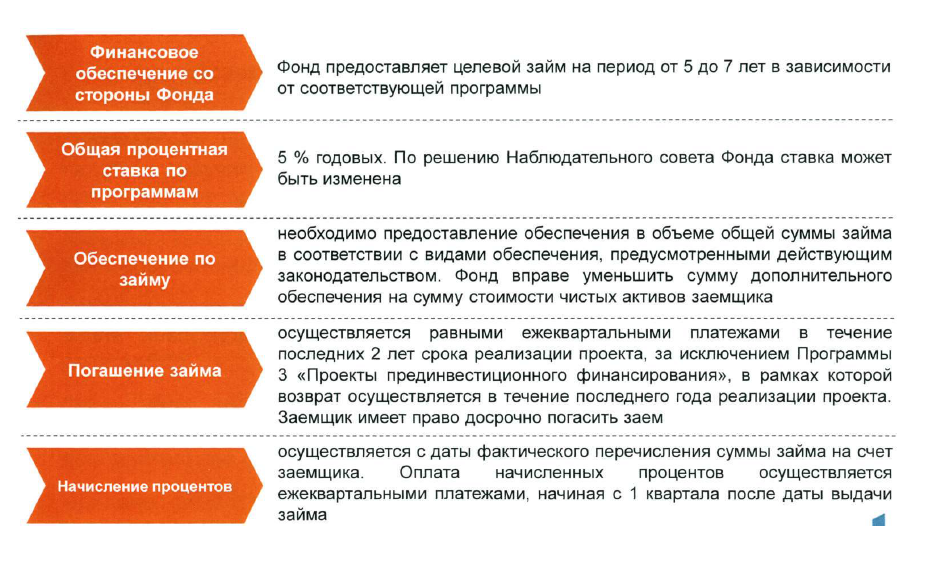 Финансовое
обеспечение со
стороны Фонда
Фонд предоставляет целевой займ на период от 5 до 7 лет в зависимости
от соответствующей программы
Общая процентная
ставка по
программам
5 % годовых. По решению Наблюдательного совета Фонда ставка может
быть изменена
Обеспечение по
займу
необходимо предоставление обеспечения в объеме общей суммы займа
в соответствии с видами обеспечения, предусмотренными действующим
законодательством. Фонд вправе уменьшить сумму дополнительного
обеспечения на сумму стоимости чистых активов заемщика
Погашение займа
осуществляется равными ежеквартальными платежами в течение
последних 2 лет срока реализации проекта, за исключением Программы
3 «Проекты прединвестиционного финансирования», в рамках которой
возврат осуществляется в течение последнего года реализации проекта.
Заемщик имеет право досрочно погасить заем
Начисление процентов
осуществляется с даты фактического перечисления суммы займа на счет
заемщика. Оплата начисленных процентов осуществляется
ежеквартальными платежами, начиная с 1 квартала после даты выдачи
займа